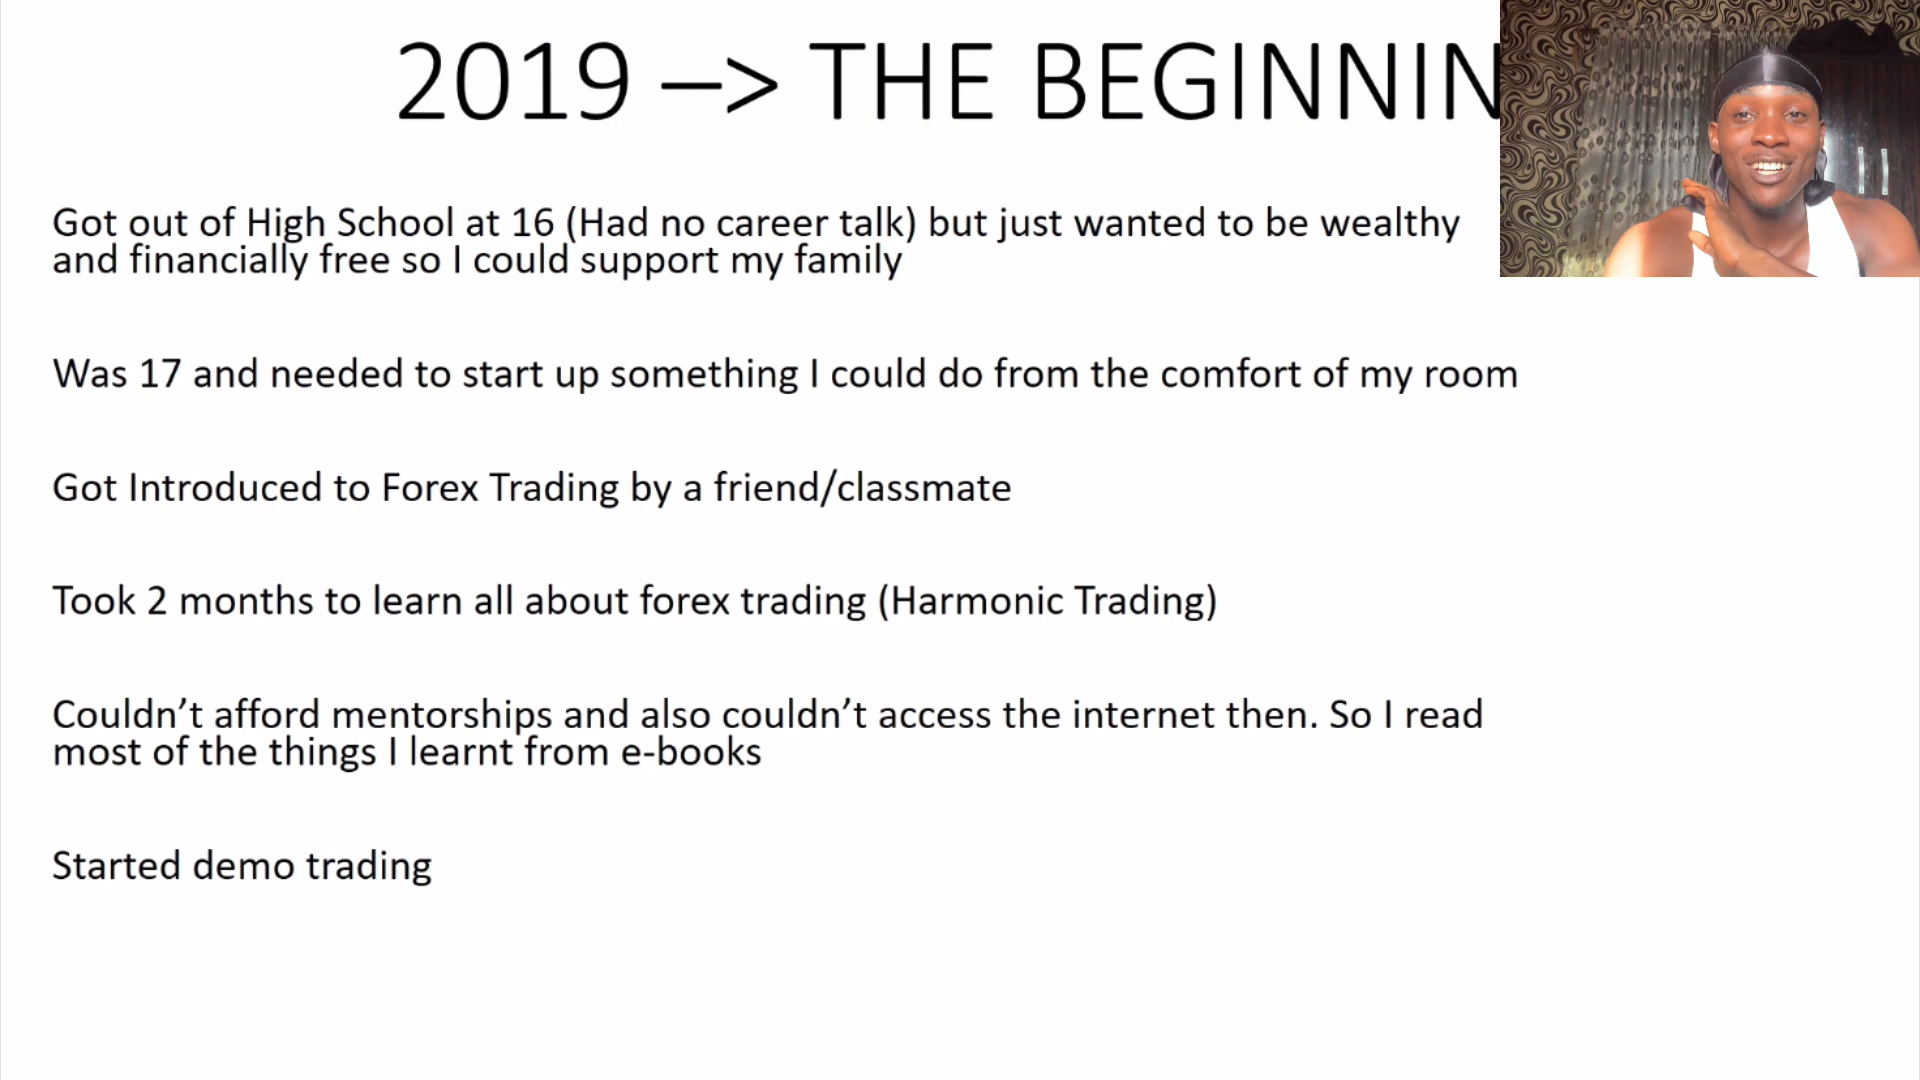 2019 –> THE BEGINNIN
Got out of High School at 16 (Had no career talk) but just wanted to be wealthy
and financially free so I could support my family
Was 17 and needed to start up something I could do from the comfort of my room
Got Introduced to Forex Trading by a friend/classmate
Took 2 months to learn all about forex trading (Harmonic Trading)
Couldn’t afford mentorships and also couldn’t access the internet then. So I read
most of the things I learnt from e-books
Started demo trading